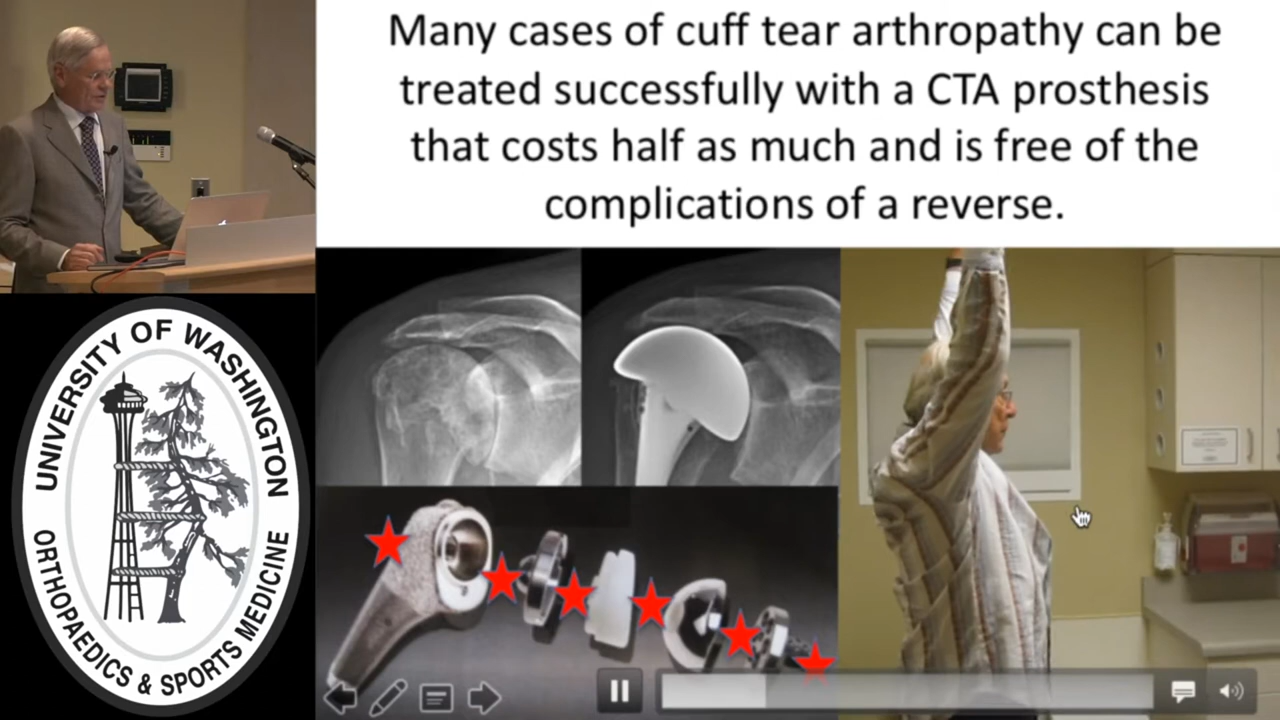 Many cases of cuff tear arthropathy can be
treated successfully with a CTA prosthesis
that costs half as much and is free of the
complications of a reverse.
UNIVERSITY OF WASHINGTON
ORTHOPAEDICS & SPORTS MEDICINE